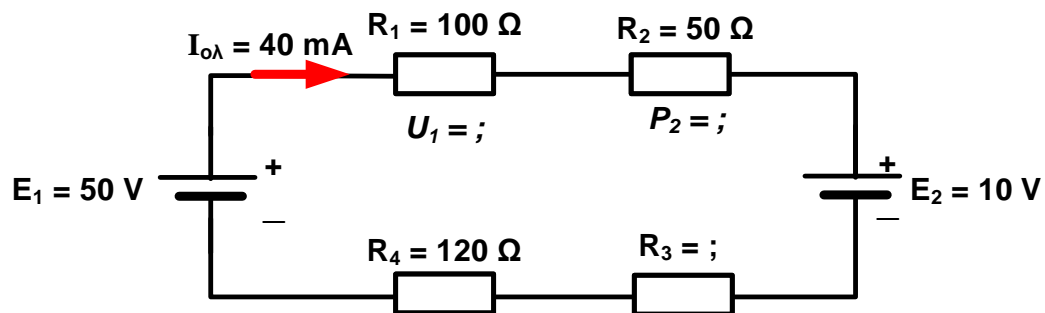 R₁ = 100 Ω
R₂ = 50 Ω
Iολ = 40 mA
U₁ = ;
P₂ = ;
+
+
E₁ = 50 V
E₂ = 10 V
_
_
R₄ = 120 Ω
R₃ = ;